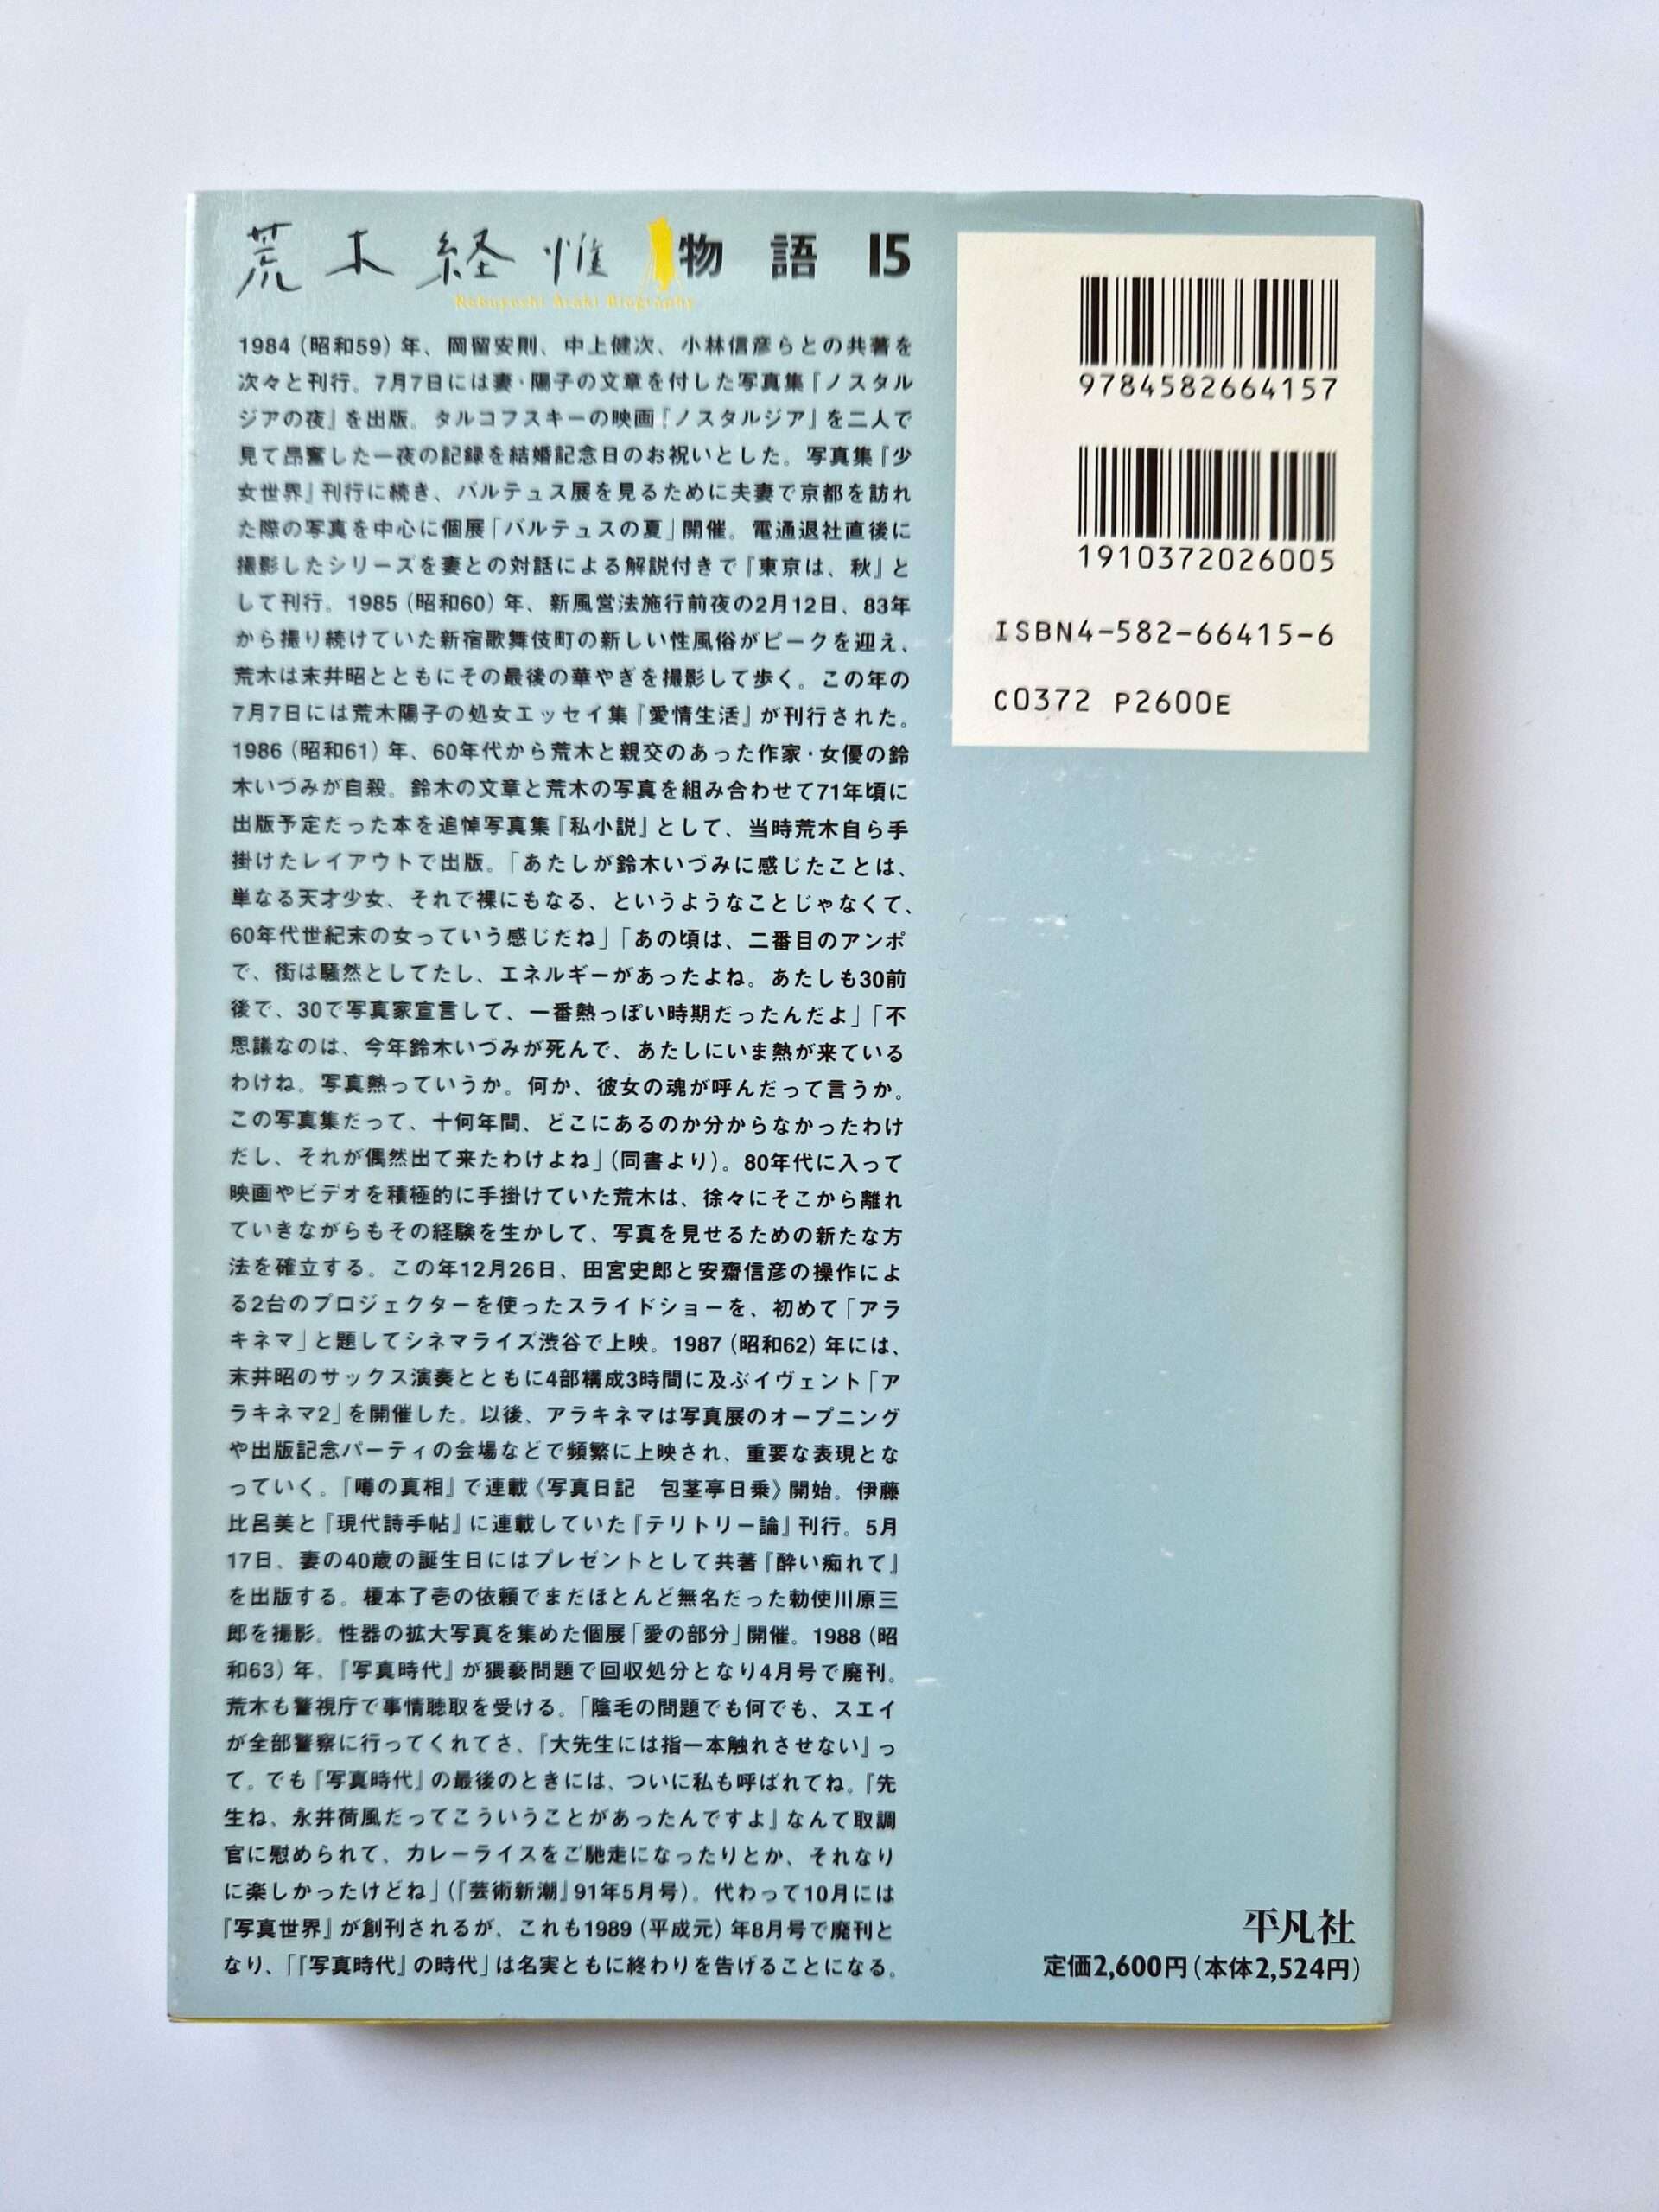 荒木経惟物語 15
Nobuyoshi Araki Biography
1984（昭和59）年、岡留安則、中上健次、小林信彦らとの共著を
次々と刊行。7月7日には妻・陽子の文章を付した写真集『ノスタル
ジアの夜』を出版。タルコフスキーの映画『ノスタルジア』を二人で
見て昂奮した一夜の記録を結婚記念日のお祝いとした。写真集『少
女世界』刊行に続き、バルテュス展を見るために夫妻で京都を訪れ
た際の写真を中心に個展「バルテュスの夏」開催。電通退社直後に
撮影したシリーズを妻との対話による解説付きで『東京は、秋』と
して刊行。1985（昭和60）年、新風営法施行前夜の2月12日、83年
から撮り続けていた新宿歌舞伎町の新しい性風俗がピークを迎え、
荒木は末井昭とともにその最後の華やぎを撮影して歩く。この年の
7月7日には荒木陽子の処女エッセイ集『愛情生活』が刊行された。
1986（昭和61）年、60年代から荒木と親交のあった作家・女優の鈴
木いづみが自殺。鈴木の文章と荒木の写真を組み合わせて71年頃に
出版予定だった本を追悼写真集『私小説』として、当時荒木自ら手
掛けたレイアウトで出版。「あたしが鈴木いづみに感じたことは、
単なる天才少女、それで裸にもなる、というようなことじゃなくて、
60年代世紀末の女っていう感じだね」「あの頃は、二番目のアンポ
で、街は騒然としてたし、エネルギーがあったよね。あたしも30前
後で、30で写真家宣言して、一番熱っぽい時期だったんだよ」「不
思議なのは、今年鈴木いづみが死んで、あたしにいま熱が来ている
わけね。写真熱っていうか。何か、彼女の魂が呼んだって言うか。
この写真集だって、十何年間、どこにあるのか分からなかったわけ
だし、それが偶然出て来たわけよね」（同書より）。80年代に入って
映画やビデオを積極的に手掛けていた荒木は、徐々にそこから離れ
ていきながらもその経験を生かして、写真を見せるための新たな方
法を確立する。この年12月26日、田宮史郎と安齋信彦の操作によ
る2台のプロジェクターを使ったスライドショーを、初めて「アラ
キネマ」と題してシネマライズ渋谷で上映。1987（昭和62）年には、
末井昭のサックス演奏とともに4部構成3時間に及ぶイヴェント「ア
ラキネマ2」を開催した。以後、アラキネマは写真展のオープニング
や出版記念パーティの会場などで頻繁に上映され、重要な表現とな
っていく。『噂の真相』で連載《写真日記　包茎亭日乗》開始。伊藤
比呂美と『現代詩手帖』に連載していた『テリトリー論』刊行。5月
17日、妻の40歳の誕生日にはプレゼントとして共著『酔い痴れて』
を出版する。榎本了壱の依頼でまだほとんど無名だった勅使川原三
郎を撮影。性器の拡大写真を集めた個展「愛の部分」開催。1988（昭
和63）年、『写真時代』が猥褻問題で回収処分となり4月号で廃刊。
荒木も警視庁で事情聴取を受ける。「陰毛の問題でも何でも、スエイ
が全部警察に行ってくれてさ、『大先生には指一本触れさせない』っ
て。でも『写真時代』の最後のときには、ついに私も呼ばれてね。『先
生ね、永井荷風だってこういうことがあったんですよ』なんて取調
官に慰められて、カレーライスをご馳走になったりとか、それなり
に楽しかったけどね」（『芸術新潮』91年5月号）。代わって10月には
『写真世界』が創刊されるが、これも1989（平成元）年8月号で廃刊と
なり、「『写真時代』の時代」は名実ともに終わりを告げることになる。
9784582664157
1910372026005
ISBN4-582-66415-6
C0372 P2600E
平凡社
定価2,600円（本体2,524円）